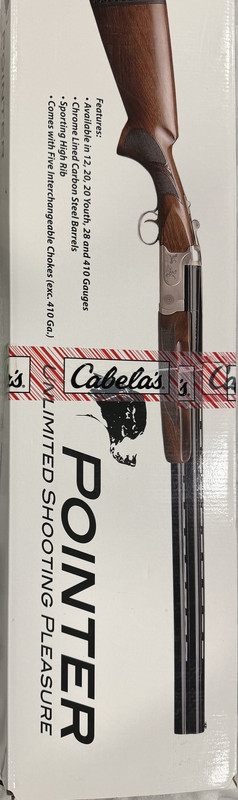 Features:
• Available in 12, 20, 20 Youth, 28 and 410 Gauges
• Chrome Lined Carbon Steel Barrels
• Sporting High Rib
• Comes with Five Interchangeable Chokes (exc. 410 Ga.)
's.
Cabela's
's
Ca
POINTER
UNLIMITED SHOOTING PLEASURE